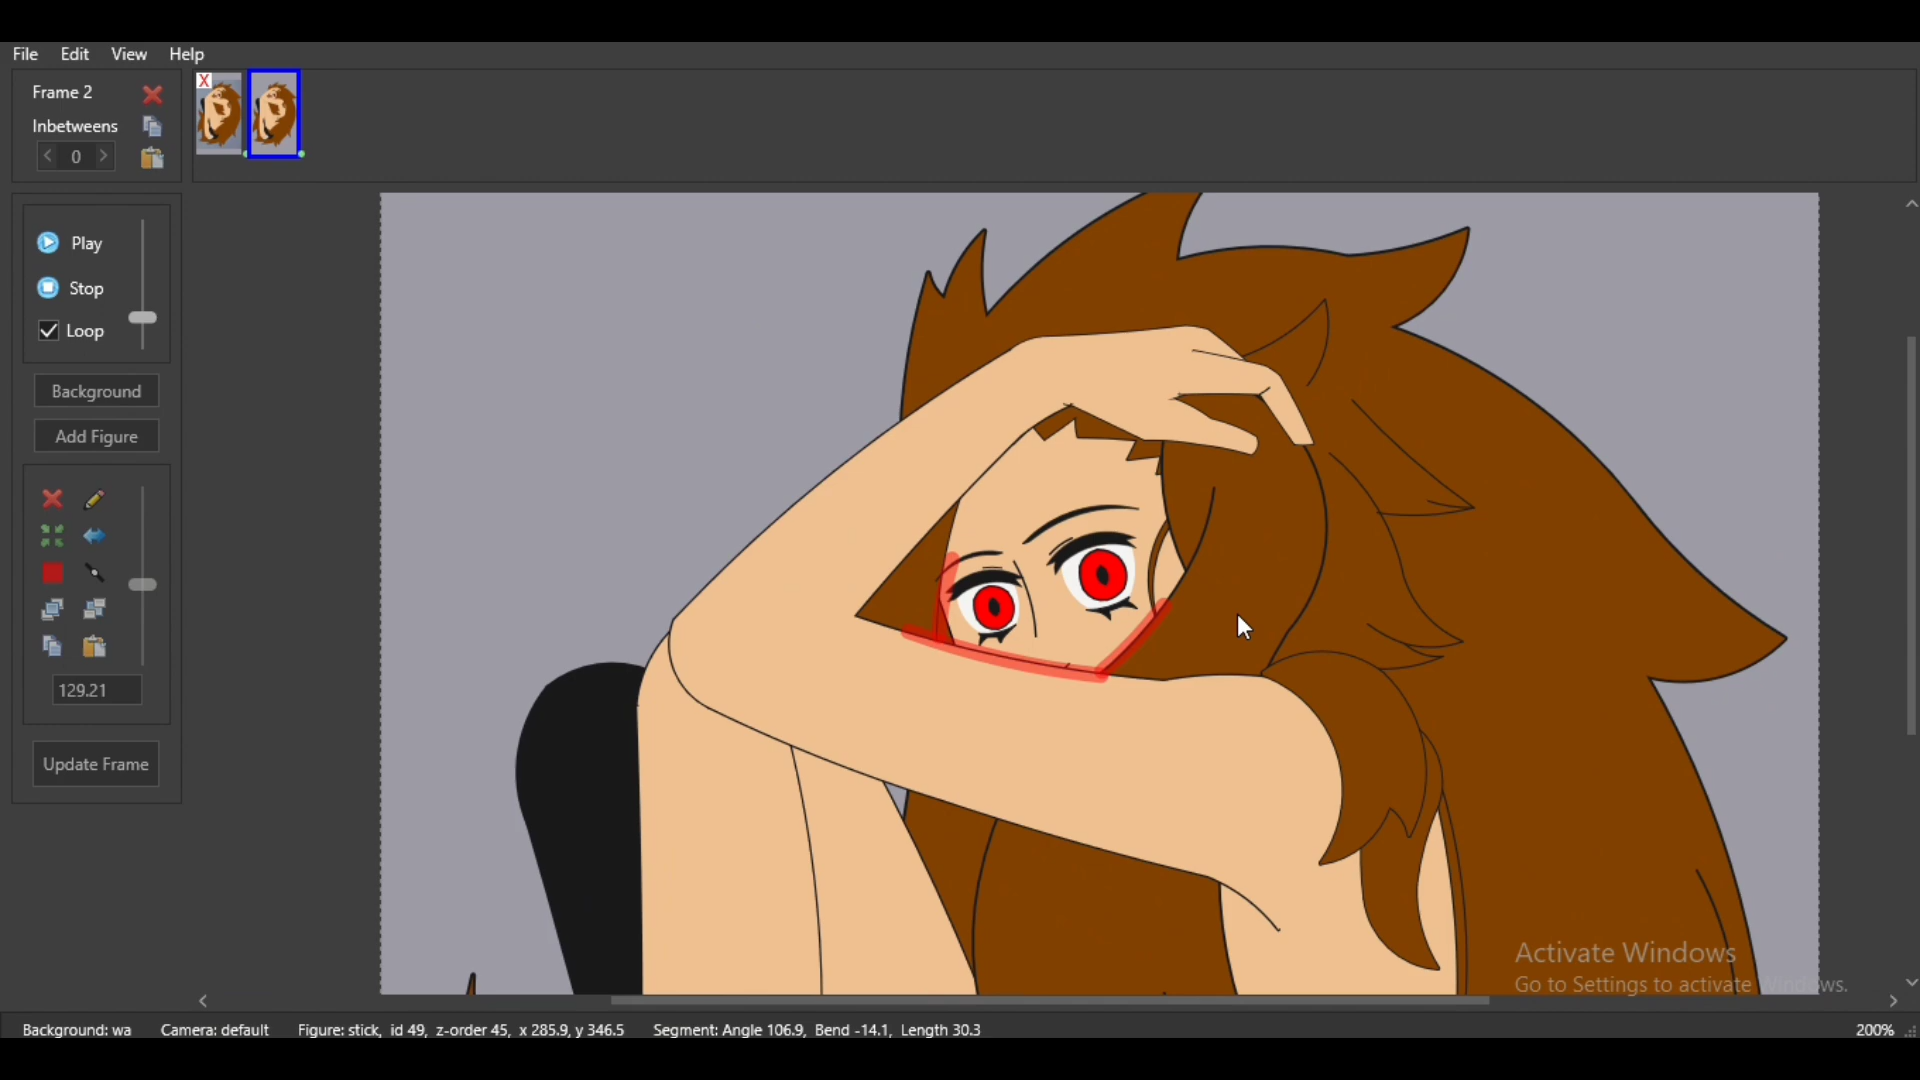 File Edit View Help
Frame 2
X
Inbetweens
< 0 >
Play
Stop
Loop
Background
Add Figure
129.21
Update Frame
Activate Windows
Go to Settings to activate Windows.
Background: wa Camera: default Figure: stick, id 49, z-order 45, x 285.9, y 346.5 Segment: Angle 106.9, Bend -14.1, Length 30.3 200%